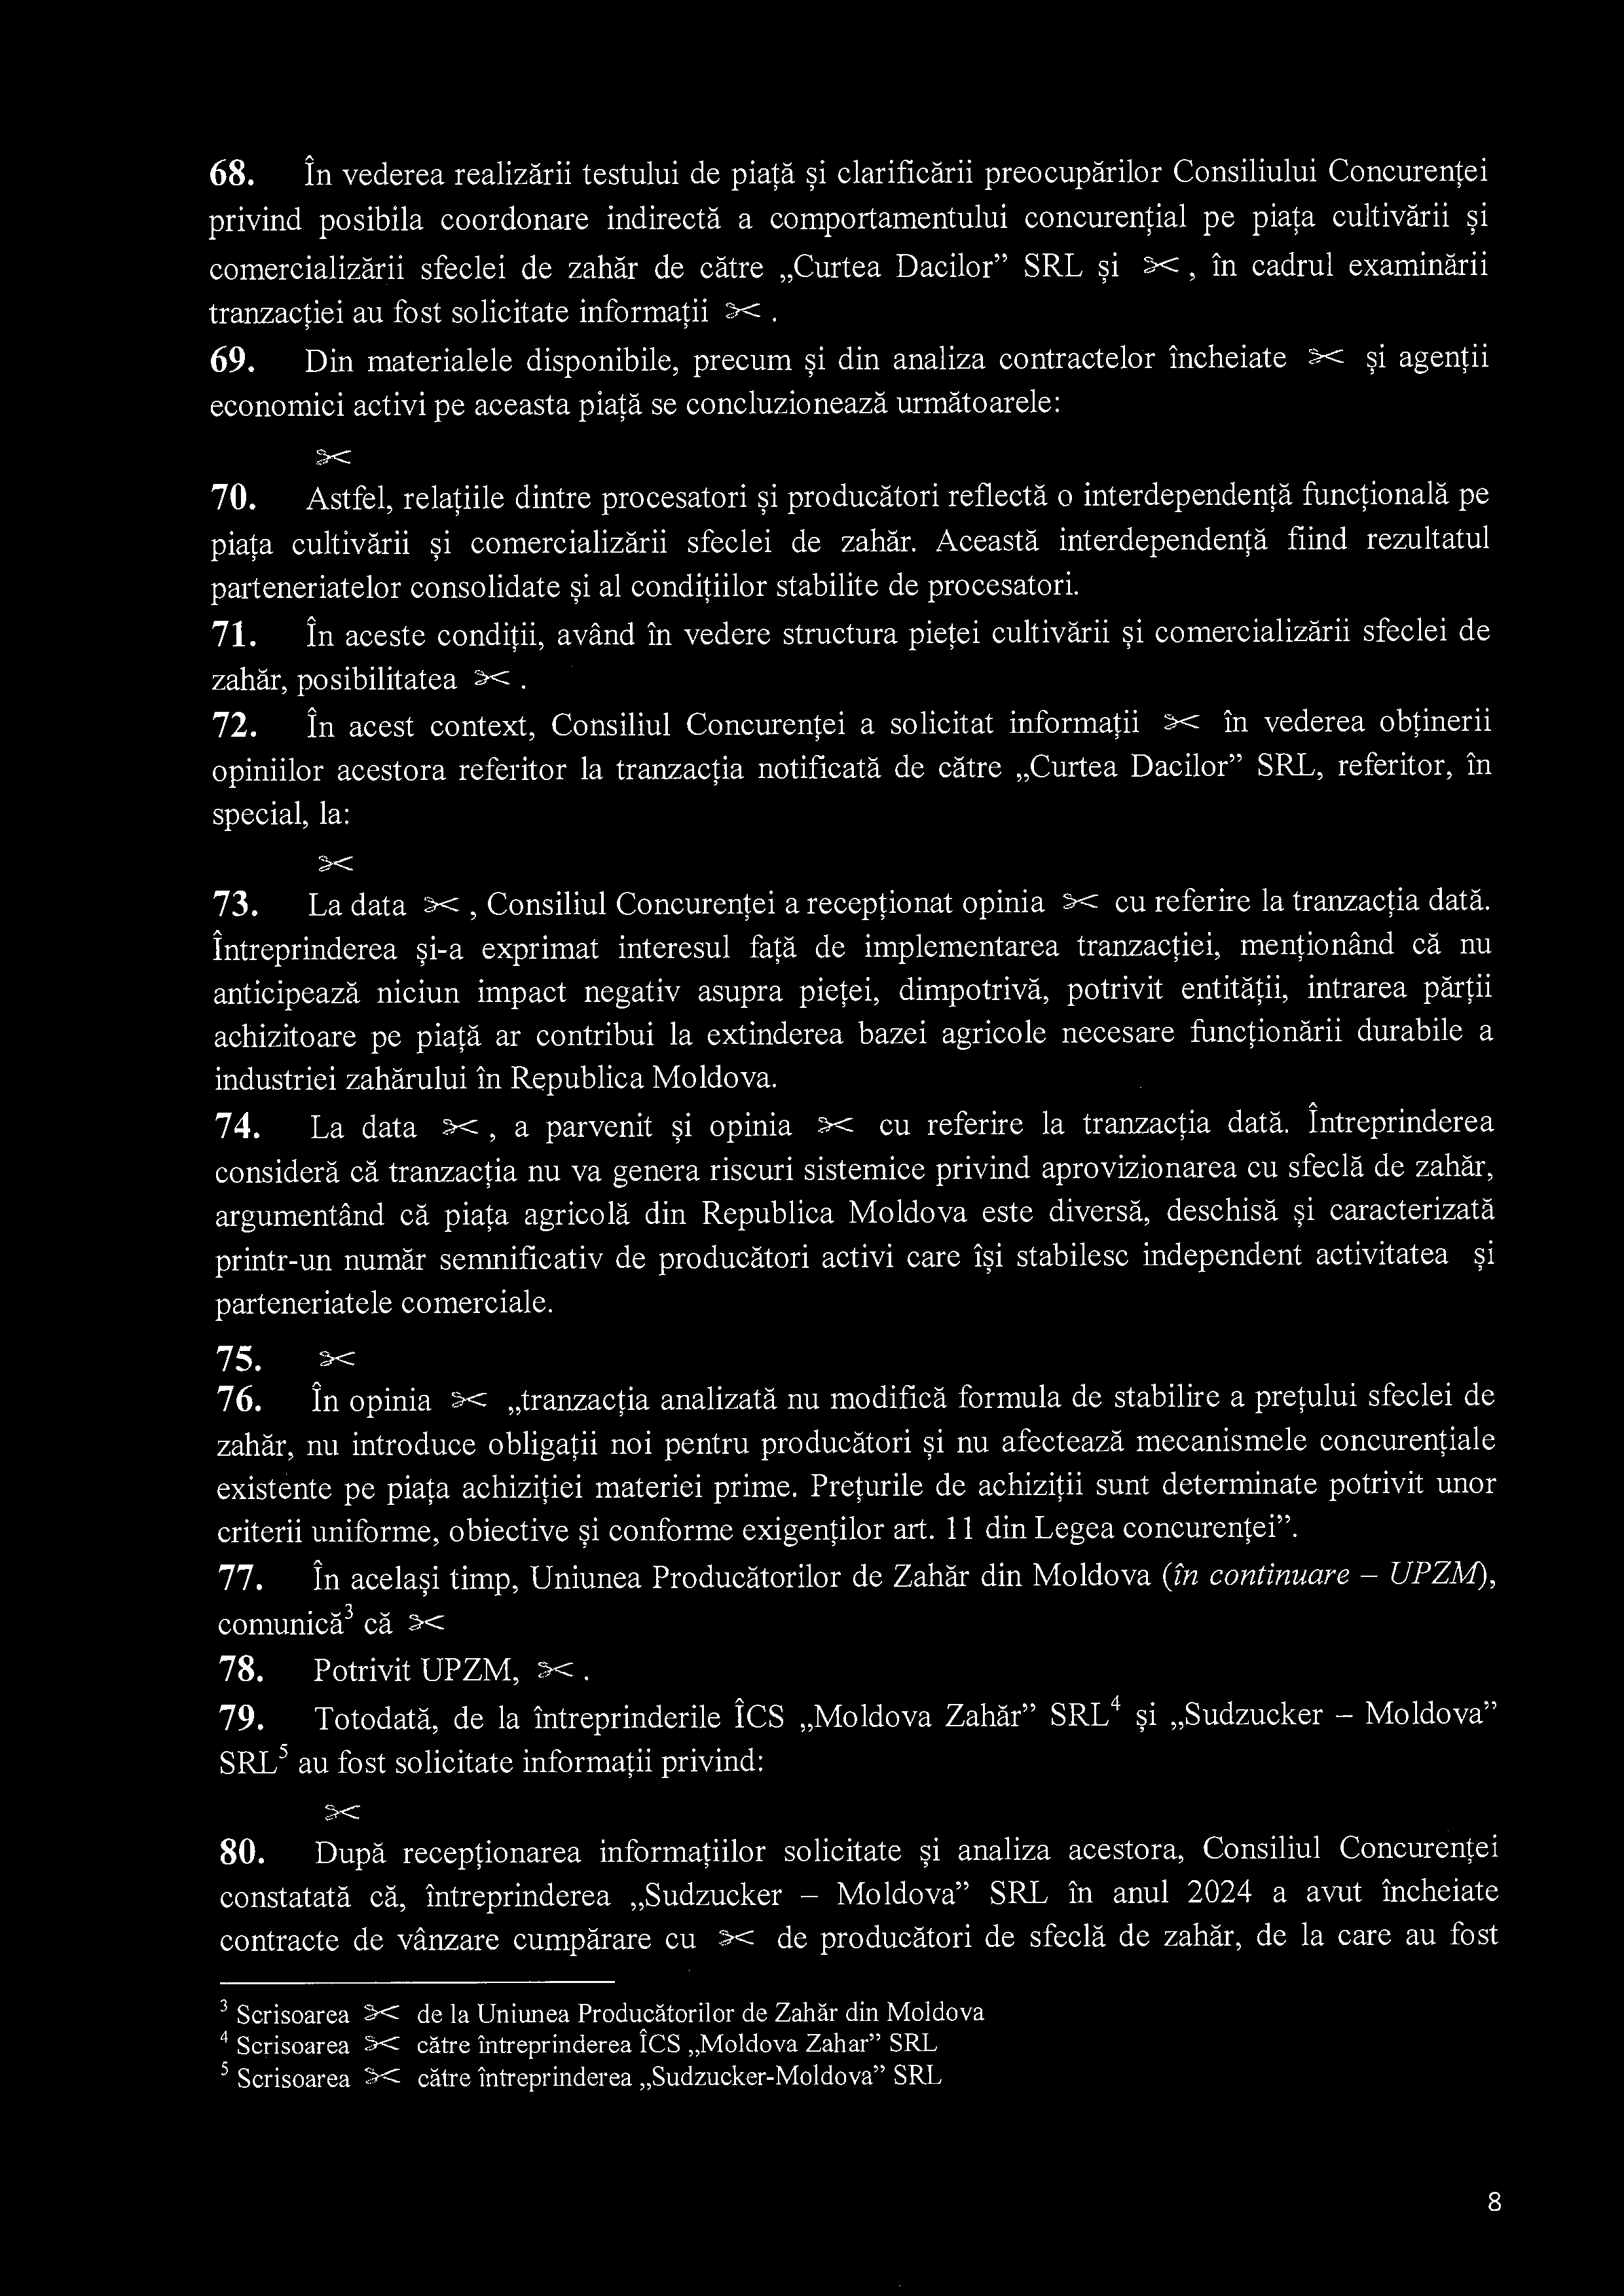 68. În vederea realizării testului de piață și clarificării preocupărilor Consiliului Concurenței
privind posibila coordonare indirectă a comportamentului concurențial pe piața cultivării și
comercializării sfeclei de zahăr de către „Curtea Dacilor” SRL și ✂, în cadrul examinării
tranzacției au fost solicitate informații ✂.
69. Din materialele disponibile, precum și din analiza contractelor încheiate ✂ și agenții
economici activi pe aceasta piață se concluzionează următoarele:
✂
70. Astfel, relațiile dintre procesatori și producători reflectă o interdependență funcțională pe
piața cultivării și comercializării sfeclei de zahăr. Această interdependență fiind rezultatul
parteneriatelor consolidate și al condițiilor stabilite de procesatori.
71. În aceste condiții, având în vedere structura pieței cultivării și comercializării sfeclei de
zahăr, posibilitatea ✂.
72. În acest context, Consiliul Concurenței a solicitat informații ✂ în vederea obținerii
opiniilor acestora referitor la tranzacția notificată de către „Curtea Dacilor” SRL, referitor, în
special, la:
✂
73. La data ✂, Consiliul Concurenței a recepționat opinia ✂ cu referire la tranzacția dată.
Întreprinderea și-a exprimat interesul față de implementarea tranzacției, menționând că nu
anticipează niciun impact negativ asupra pieței, dimpotrivă, potrivit entității, intrarea părții
achizitoare pe piață ar contribui la extinderea bazei agricole necesare funcționării durabile a
industriei zahărului în Republica Moldova.
74. La data ✂, a parvenit și opinia ✂ cu referire la tranzacția dată. Întreprinderea
consideră că tranzacția nu va genera riscuri sistemice privind aprovizionarea cu sfeclă de zahăr,
argumentând că piața agricolă din Republica Moldova este diversă, deschisă și caracterizată
printr-un număr semnificativ de producători activi care își stabilesc independent activitatea și
parteneriatele comerciale.
75. ✂
76. În opinia ✂ „tranzacția analizată nu modifică formula de stabilire a prețului sfeclei de
zahăr, nu introduce obligații noi pentru producători și nu afectează mecanismele concurențiale
existente pe piața achiziției materiei prime. Prețurile de achiziții sunt determinate potrivit unor
criterii uniforme, obiective și conforme exigenților art. 11 din Legea concurenței”.
77. În același timp, Uniunea Producătorilor de Zahăr din Moldova (în continuare – UPZM),
comunică³ că ✂
78. Potrivit UPZM, ✂.
79. Totodată, de la întreprinderile ÎCS „Moldova Zahăr” SRL⁴ și „Sudzucker – Moldova”
SRL⁵ au fost solicitate informații privind:
✂
80. După recepționarea informațiilor solicitate și analiza acestora, Consiliul Concurenței
constatată că, întreprinderea „Sudzucker – Moldova” SRL în anul 2024 a avut încheiate
contracte de vânzare cumpărare cu ✂ de producători de sfeclă de zahăr, de la care au fost
³ Scrisoarea ✂ de la Uniunea Producătorilor de Zahăr din Moldova
⁴ Scrisoarea ✂ către întreprinderea ÎCS „Moldova Zahar” SRL
⁵ Scrisoarea ✂ către întreprinderea „Sudzucker-Moldova” SRL
8